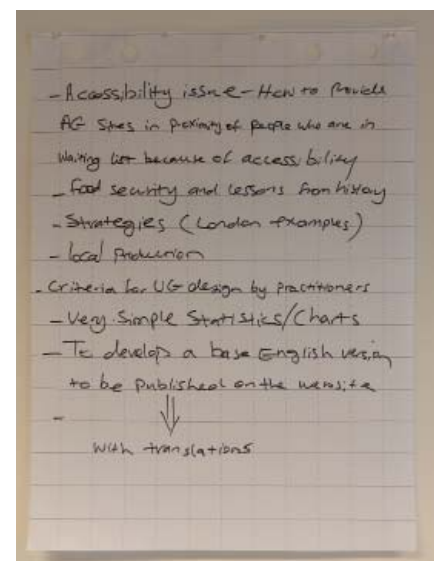 - Accessibility issue - How to Provide
AG Sites in Proximity of people who are in
Waiting list because of accessibility
- food security and lessons from history
- Strategies (London examples)
- local Production
- Criteria for UG design by practitioners
- Very Simple Statistics/Charts
- To develop a base English version
to be published on the website
-
⇓
with translations